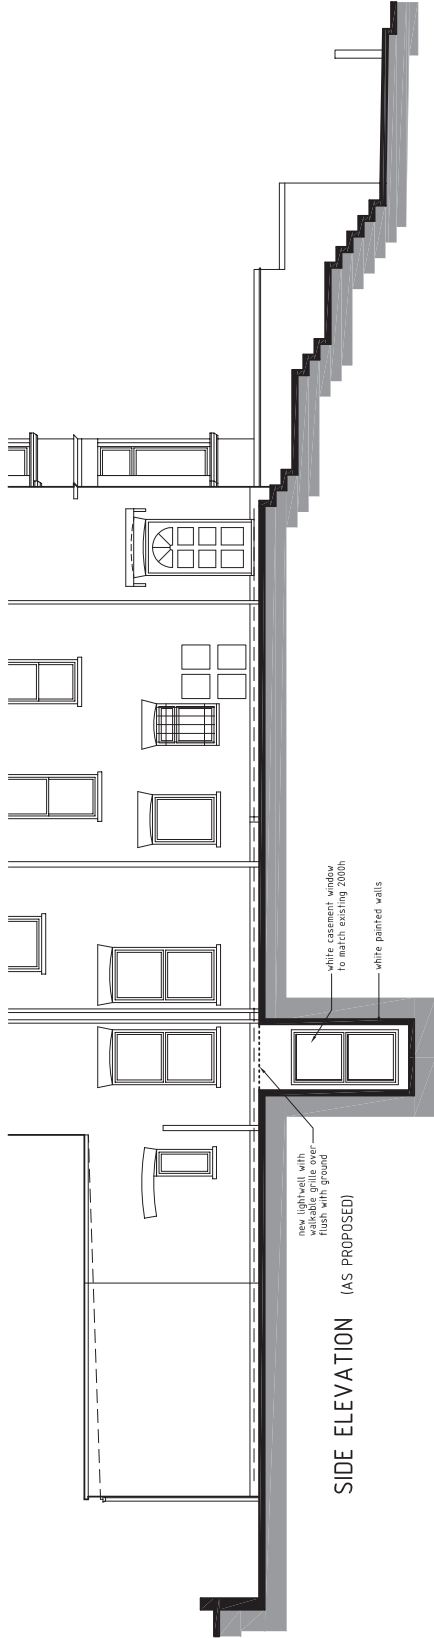 white casement window
to match existing 2000h
white painted walls
new lightwell with
walkable grille over
flush with ground
SIDE ELEVATION (AS PROPOSED)